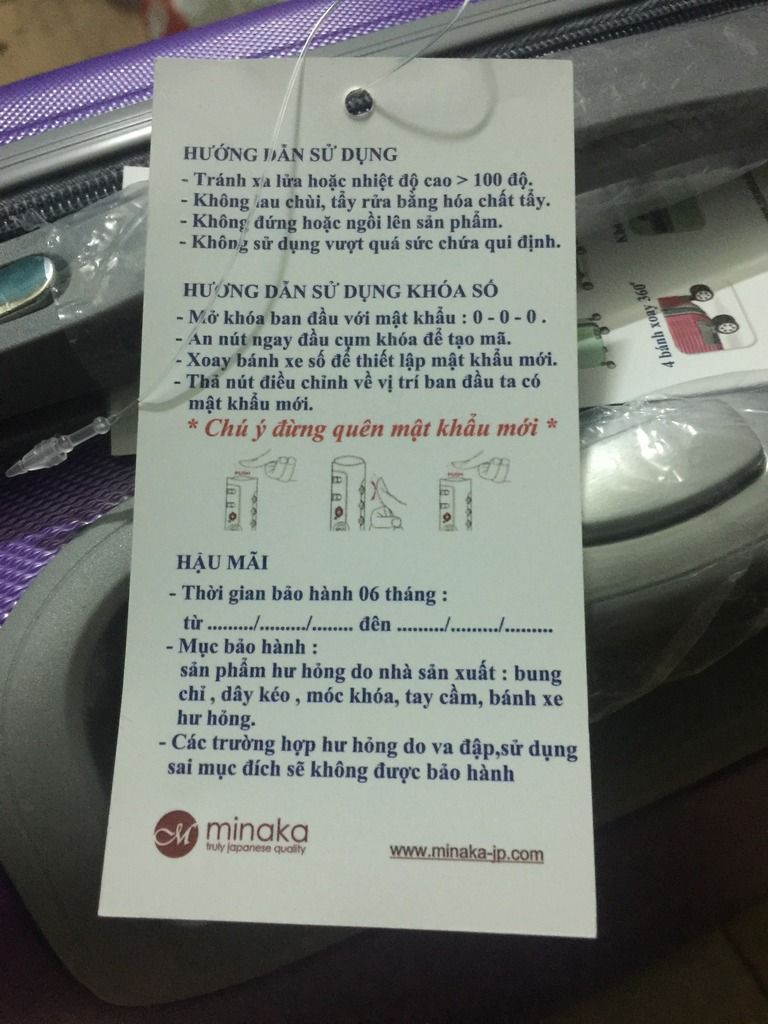 HƯỚNG DẪN SỬ DỤNG
- Tránh xa lửa hoặc nhiệt độ cao > 100 độ.
- Không lau chùi, tẩy rửa bằng hóa chất tẩy.
- Không đứng hoặc ngồi lên sản phẩm.
- Không sử dụng vượt quá sức chứa qui định.
HƯỚNG DẪN SỬ DỤNG KHÓA SỐ
- Mở khóa ban đầu với mật khẩu : 0 - 0 - 0 .
- Ấn nút ngay đầu cụm khóa để tạo mã.
- Xoay bánh xe số để thiết lập mật khẩu mới.
- Thả nút điều chỉnh về vị trí ban đầu ta có
mật khẩu mới.
* Chú ý đừng quên mật khẩu mới *
PUSH
PUSH
HẬU MÃI
- Thời gian bảo hành 06 tháng :
từ ........./........./........ đến ........./........./.........
- Mục bảo hành :
sản phẩm hư hỏng do nhà sản xuất : bung
chỉ , dây kéo , móc khóa, tay cầm, bánh xe
hư hỏng.
- Các trường hợp hư hỏng do va đập,sử dụng
sai mục đích sẽ không được bảo hành
M minaka
truly japanese quality
www.minaka-jp.com
4 bánh xoay 360°